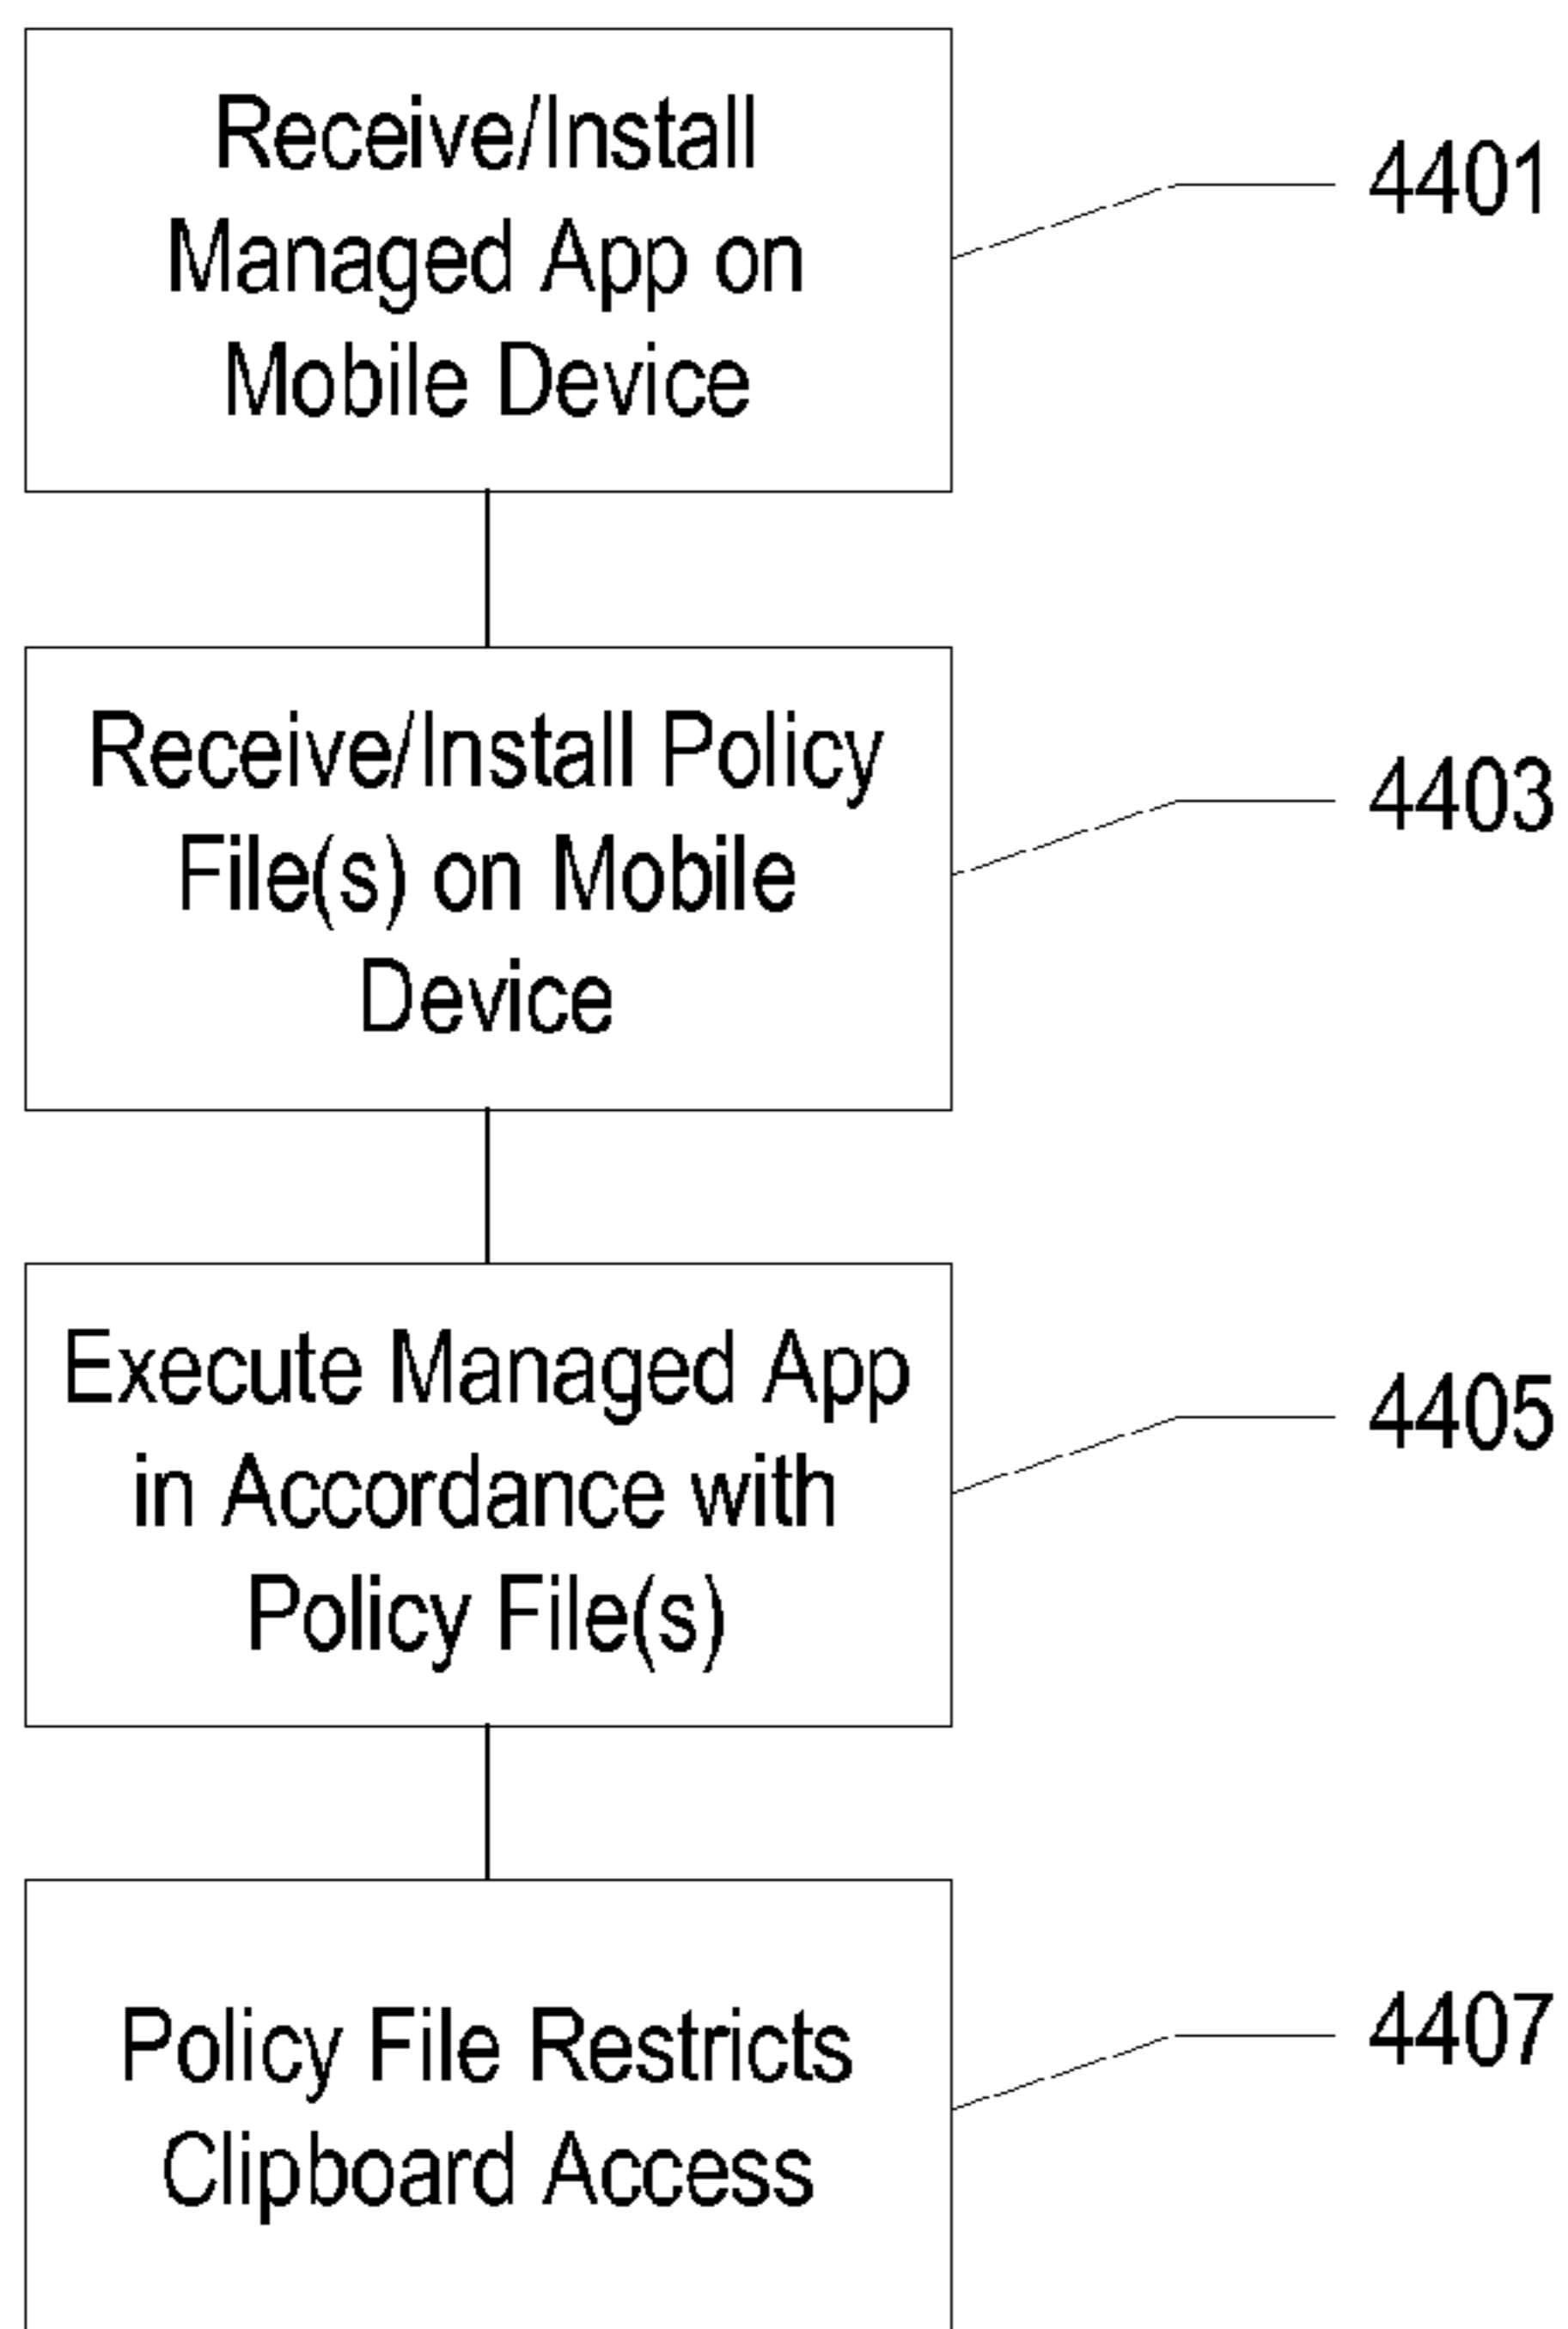 Receive/Install
Managed App on
Mobile Device
4401
Receive/Install Policy
File(s) on Mobile
Device
4403
Execute Managed App
in Accordance with
Policy File(s)
4405
Policy File Restricts
Clipboard Access
4407